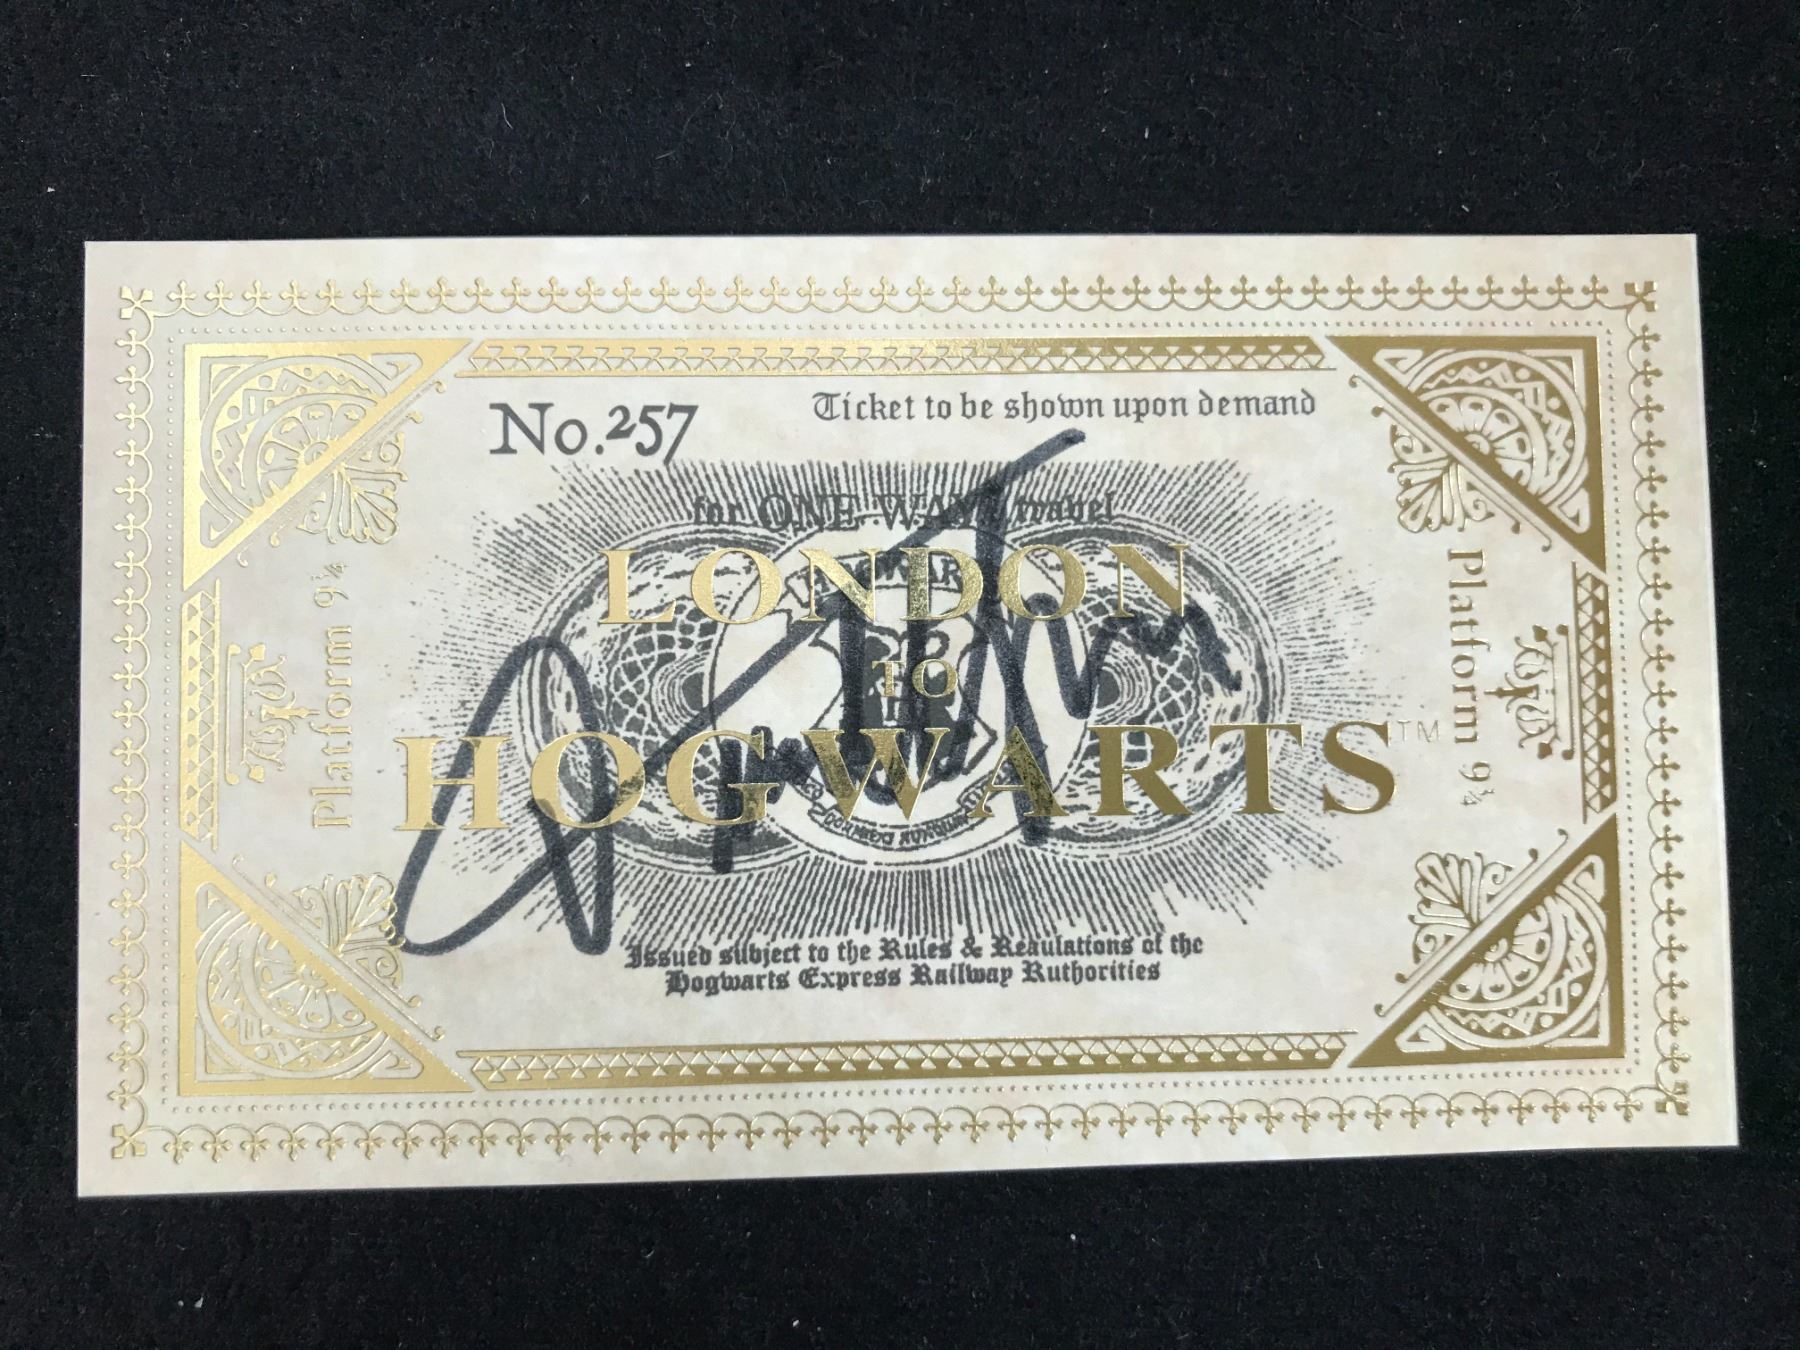 No. 257
Ticket to be shown upon demand
for ONE WAY travel
LONDON
TO
HOGWARTS™
Platform 9¾
Platform 9¾
Issued subject to the Rules & Regulations of the
Hogwarts Express Railway Authorities